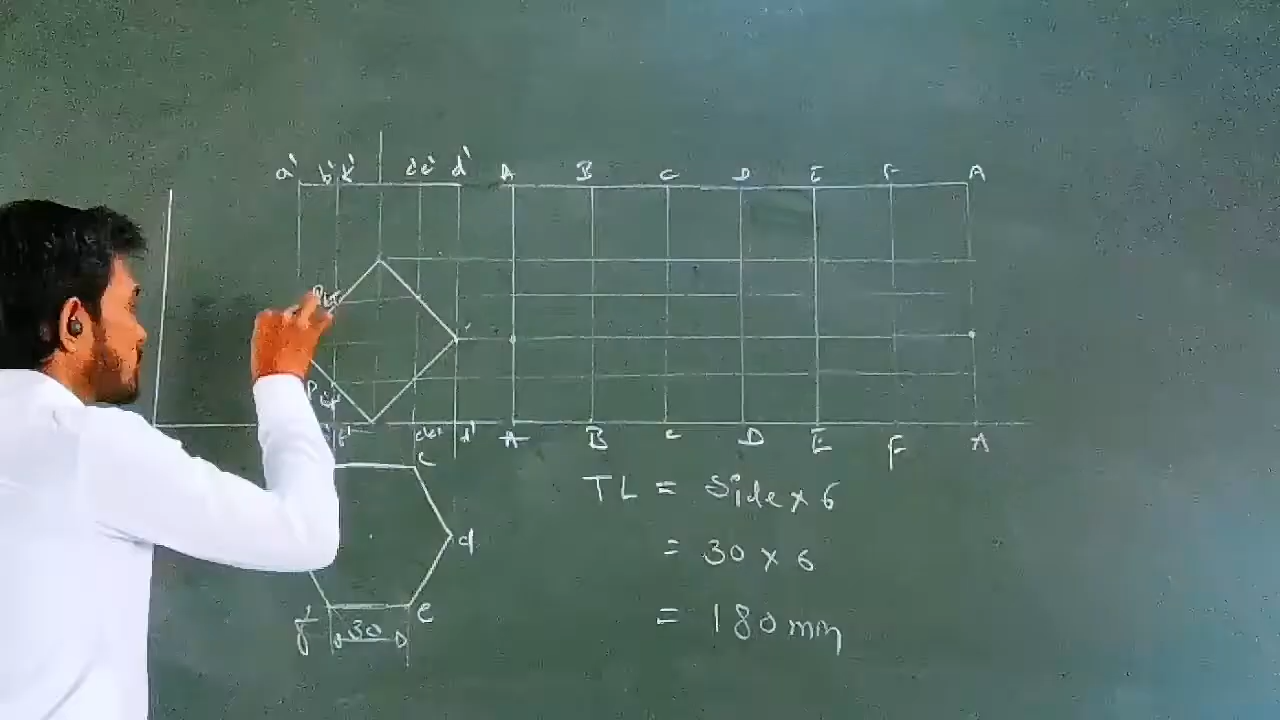 a' b' f' c' e' d' A B C D E F A
A B C D E F A
c
TL = Side × 6
d
= 30 × 6
= 180 mm
f e
30